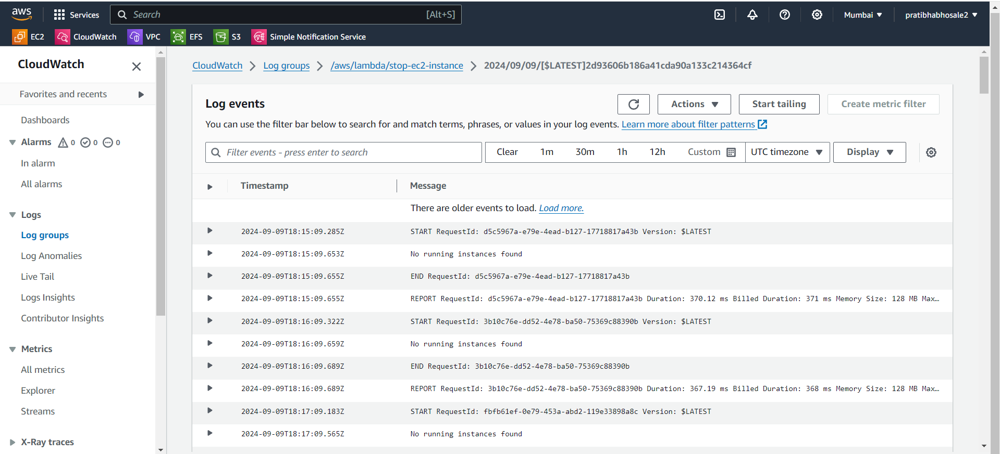 aws Services Search [Alt+S] Mumbai pratibhabhosale2
EC2 CloudWatch VPC EFS S3 Simple Notification Service
CloudWatch
Favorites and recents
Dashboards
Alarms 0 0 0
In alarm
All alarms
Logs
Log groups
Log Anomalies
Live Tail
Logs Insights
Contributor Insights
Metrics
All metrics
Explorer
Streams
X-Ray traces
CloudWatch Log groups /aws/lambda/stop-ec2-instance 2024/09/09/[$LATEST]2d93606b186a41cda90a133c214364cf
Log events
Actions Start tailing Create metric filter
You can use the filter bar below to search for and match terms, phrases, or values in your log events. Learn more about filter patterns
Filter events - press enter to search Clear 1m 30m 1h 12h Custom UTC timezone Display
Timestamp Message
There are older events to load. Load more.
2024-09-09T18:15:09.285Z START RequestId: d5c5967a-e79e-4ead-b127-17718817a43b Version: $LATEST
2024-09-09T18:15:09.653Z No running instances found
2024-09-09T18:15:09.655Z END RequestId: d5c5967a-e79e-4ead-b127-17718817a43b
2024-09-09T18:15:09.655Z REPORT RequestId: d5c5967a-e79e-4ead-b127-17718817a43b Duration: 370.12 ms Billed Duration: 371 ms Memory Size: 128 MB Max…
2024-09-09T18:16:09.322Z START RequestId: 3b10c76e-dd52-4e78-ba50-75369c88390b Version: $LATEST
2024-09-09T18:16:09.659Z No running instances found
2024-09-09T18:16:09.689Z END RequestId: 3b10c76e-dd52-4e78-ba50-75369c88390b
2024-09-09T18:16:09.689Z REPORT RequestId: 3b10c76e-dd52-4e78-ba50-75369c88390b Duration: 367.19 ms Billed Duration: 368 ms Memory Size: 128 MB Max…
2024-09-09T18:17:09.183Z START RequestId: fbfb61ef-0e79-453a-abd2-119e33898a8c Version: $LATEST
2024-09-09T18:17:09.565Z No running instances found